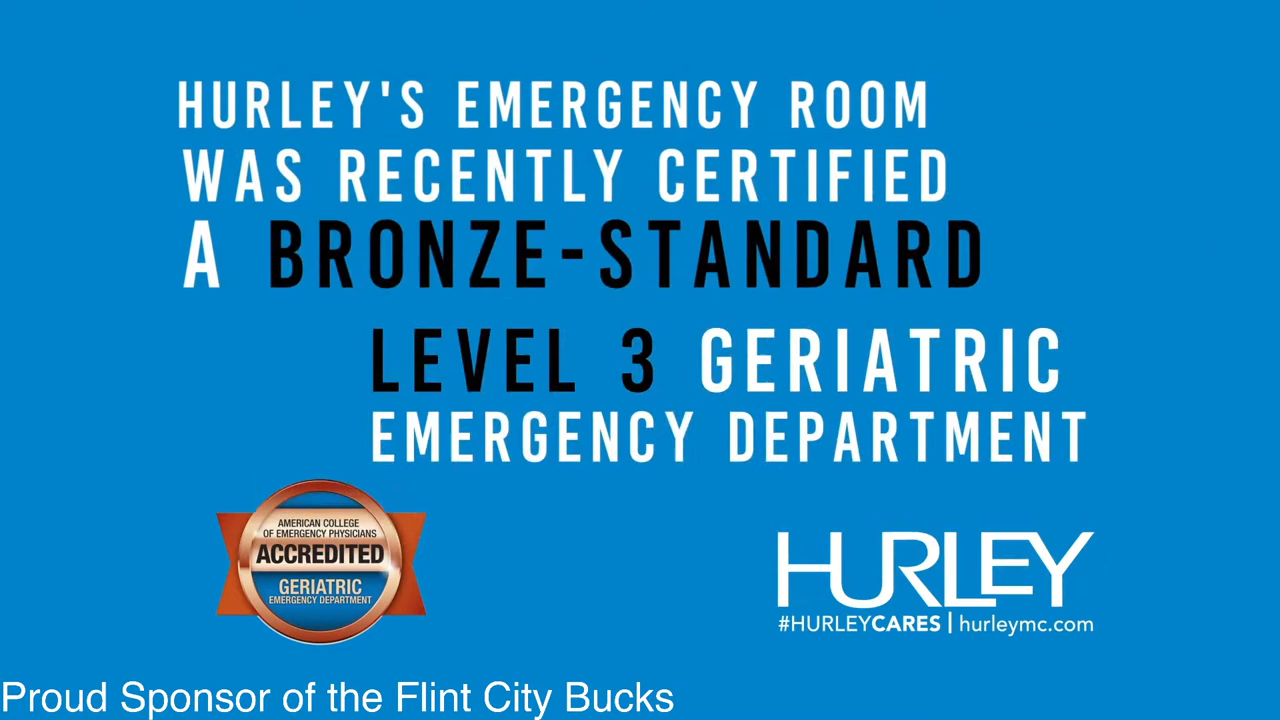 HURLEY'S EMERGENCY ROOM
WAS RECENTLY CERTIFIED
A BRONZE-STANDARD
LEVEL 3 GERIATRIC
EMERGENCY DEPARTMENT
AMERICAN COLLEGE
OF EMERGENCY PHYSICIANS
ACCREDITED
GERIATRIC
EMERGENCY DEPARTMENT
HURLEY
#HURLEYCARES | hurleymc.com
Proud Sponsor of the Flint City Bucks